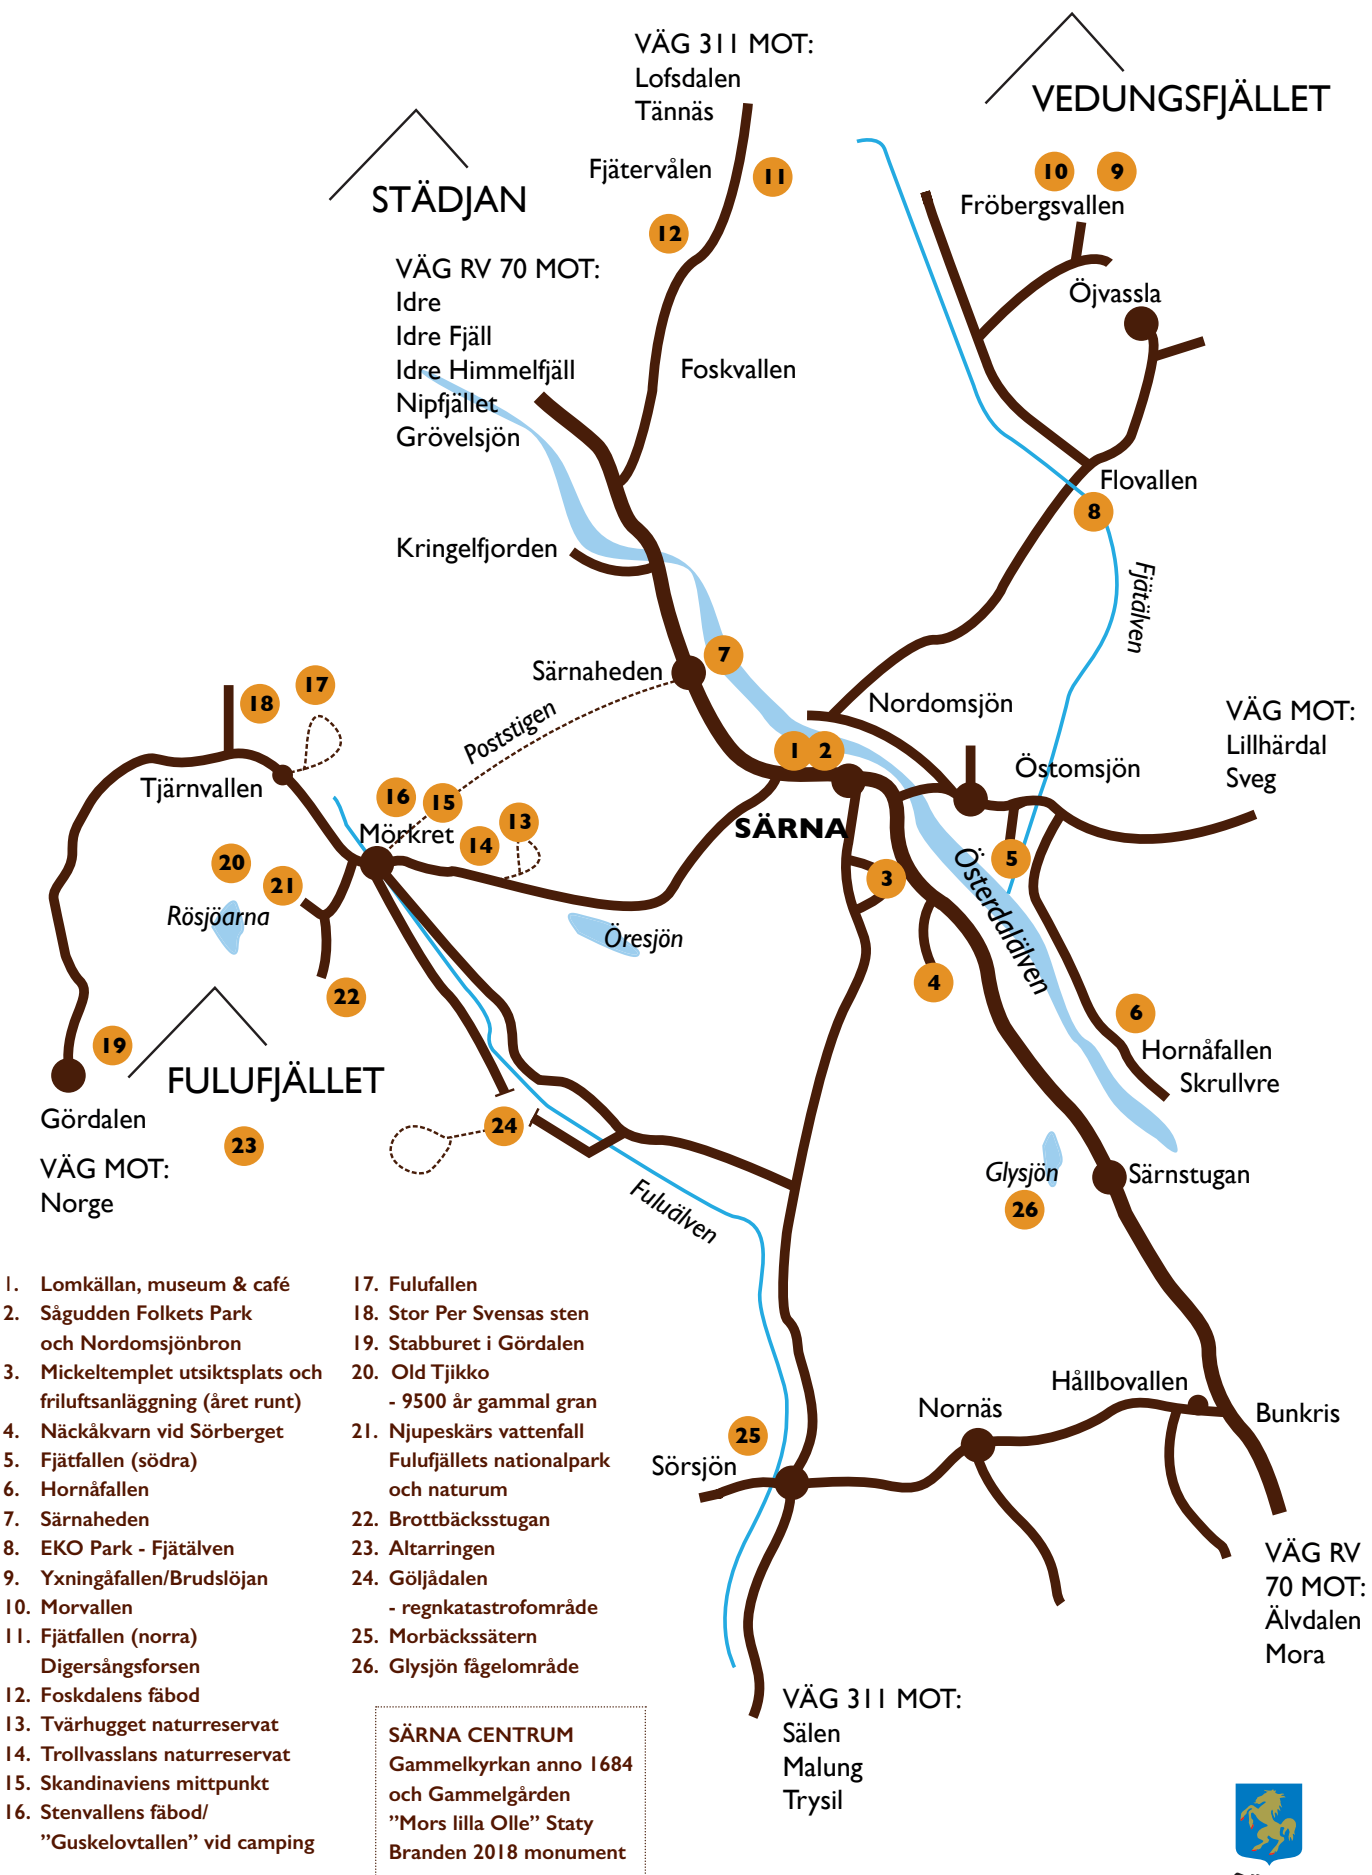 VÄG 311 MOT:
Lofsdalen
Tännäs
VEDUNGSFJÄLLET
Fjätervålen
11
10
9
STÄDJAN
Fröbergsvallen
12
VÄG RV 70 MOT:
Idre
Idre Fjäll
Idre Himmelfjäll
Nipfjället
Grövelsjön
Öjvassla
Foskvallen
Flovallen
8
Kringelfjorden
Fjätälven
7
Särnaheden
Nordomsjön
17
18
Poststigen
VÄG MOT:
Lillhärdal
Sveg
1
2
Östomsjön
Tjärnvallen
16
15
13
SÄRNA
Mörkret
14
20
21
5
3
Österdalälven
Rösjöarna
Öresjön
4
22
6
19
Hornåfallen
Skrullvre
FULUFJÄLLET
Gördalen
24
23
VÄG MOT:
Norge
Glysjön
Särnstugan
26
Fuluälven
1. Lomkällan, museum & café
2. Sågudden Folkets Park
och Nordomsjönbron
3. Mickeltemplet utsiktsplats och
friluftsanläggning (året runt)
4. Näckåkvarn vid Sörberget
5. Fjätfallen (södra)
6. Hornåfallen
7. Särnaheden
8. EKO Park - Fjätälven
9. Yxningåfallen/Brudslöjan
10. Morvallen
11. Fjätfallen (norra)
Digersångsforsen
12. Foskdalens fäbod
13. Tvärhugget naturreservat
14. Trollvasslans naturreservat
15. Skandinaviens mittpunkt
16. Stenvallens fäbod/
”Guskelovtallen” vid camping
17. Fulufallen
18. Stor Per Svensas sten
19. Stabburet i Gördalen
20. Old Tjikko
- 9500 år gammal gran
21. Njupeskärs vattenfall
Fulufjällets nationalpark
och naturum
22. Brottbäcksstugan
23. Altarringen
24. Göljådalen
- regnkatastrofområde
25. Morbäckssätern
26. Glysjön fågelområde
Hållbovallen
Nornäs
Bunkris
25
Sörsjön
VÄG RV
70 MOT:
Älvdalen
Mora
VÄG 311 MOT:
Sälen
Malung
Trysil
SÄRNA CENTRUM
Gammelkyrkan anno 1684
och Gammelgården
”Mors lilla Olle” Staty
Branden 2018 monument